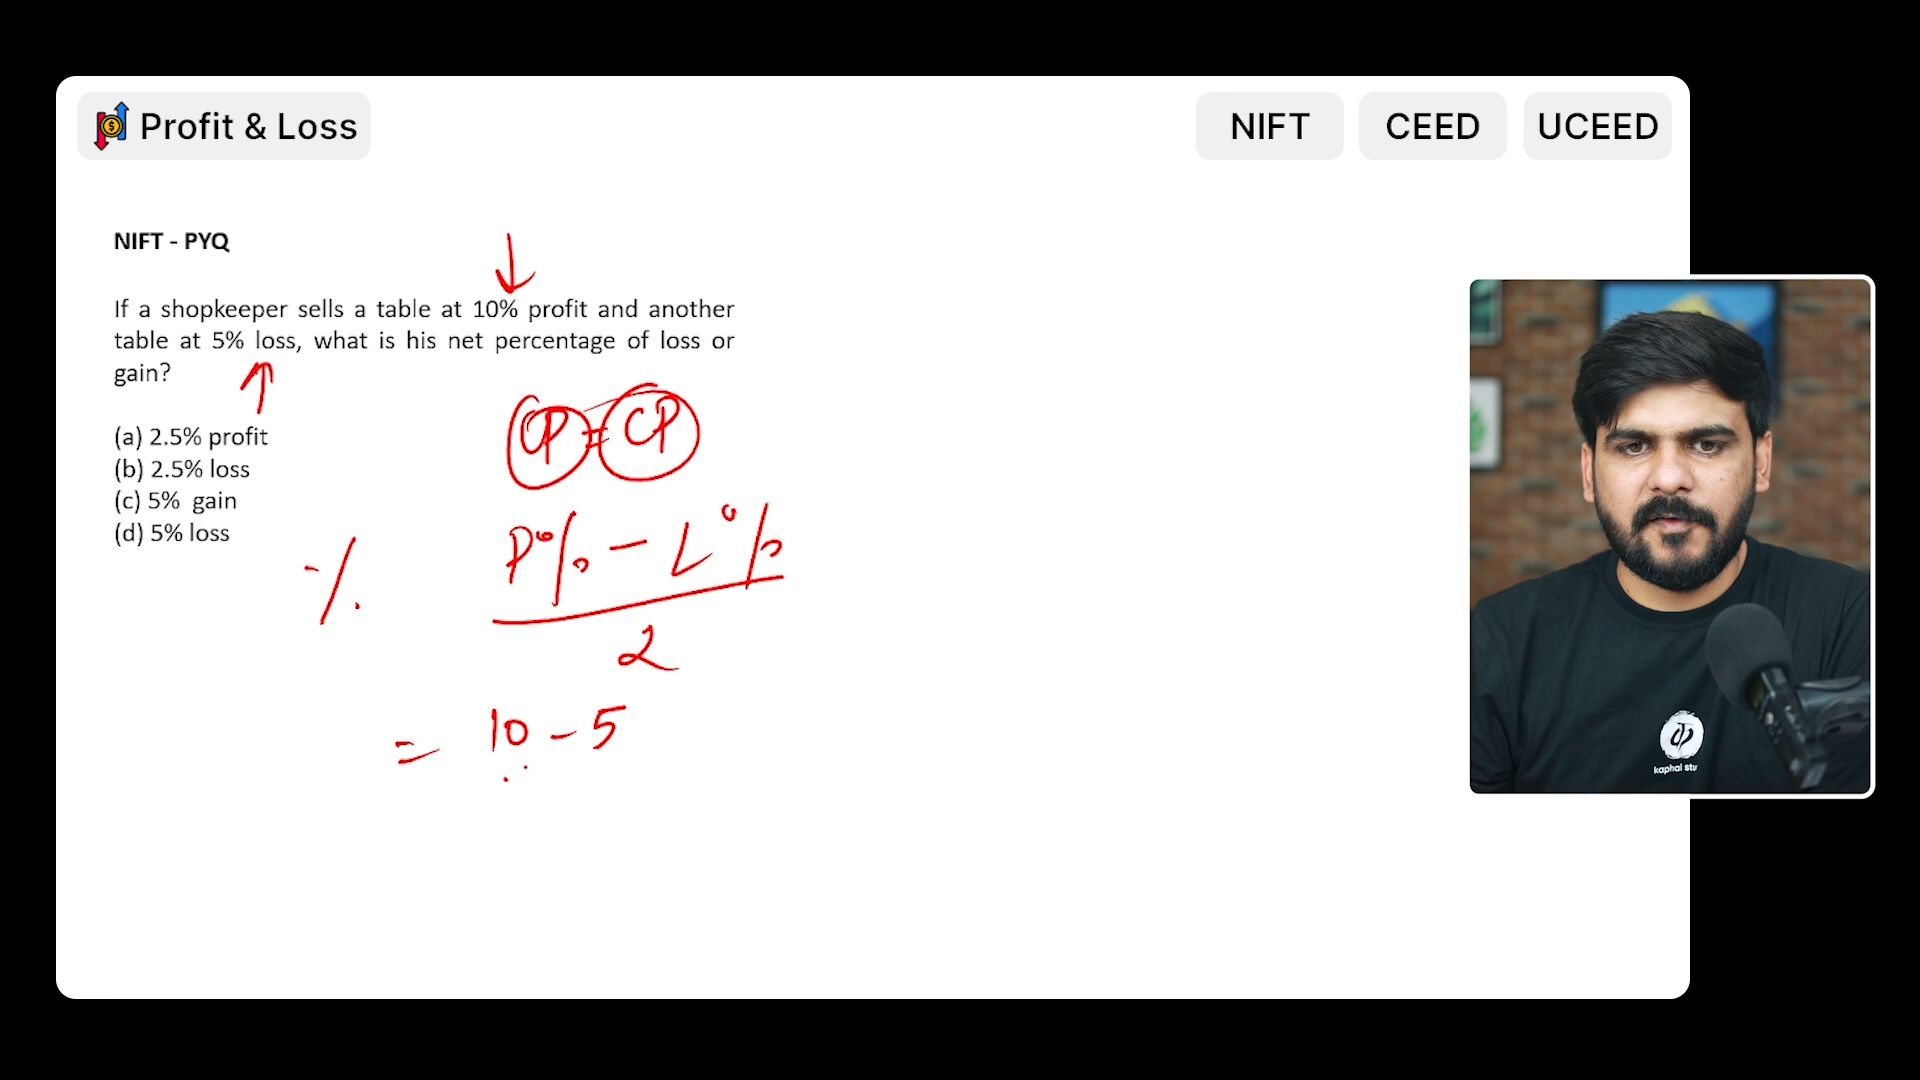 Profit & Loss
NIFT CEED UCEED
NIFT - PYQ
If a shopkeeper sells a table at 10% profit and another
table at 5% loss, what is his net percentage of loss or
gain?
(a) 2.5% profit
(b) 2.5% loss
(c) 5% gain
(d) 5% loss
CP = CP
%
P% - L%
2
= 10 - 5
kaphal stu